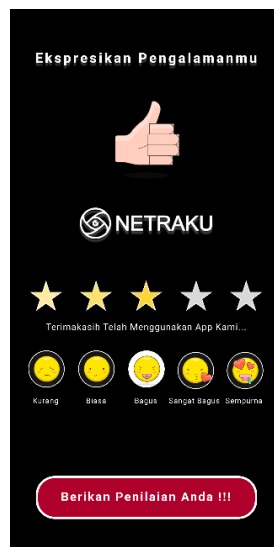 Ekspresikan Pengalamanmu
NETRAKU
Terimakasih Telah Menggunakan App Kami...
Kurang Biasa Bagus Sangat Bagus Sempurna
Berikan Penilaian Anda !!!